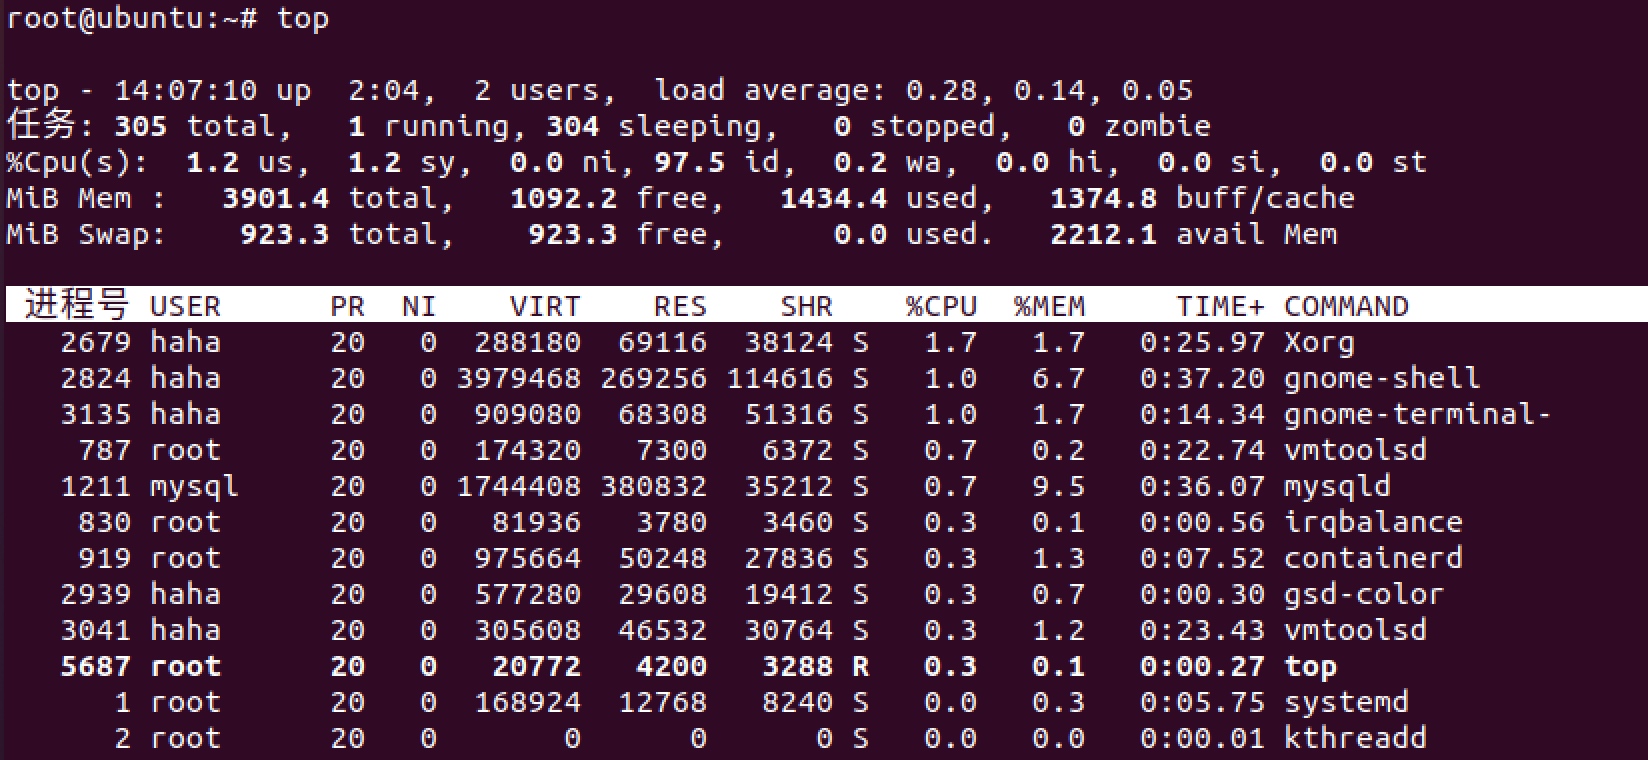 root@ubuntu:~# top
top - 14:07:10 up  2:04,  2 users,  load average: 0.28, 0.14, 0.05
任务: 305 total,   1 running, 304 sleeping,   0 stopped,   0 zombie
%Cpu(s):  1.2 us,  1.2 sy,  0.0 ni, 97.5 id,  0.2 wa,  0.0 hi,  0.0 si,  0.0 st
MiB Mem :   3901.4 total,   1092.2 free,   1434.4 used,   1374.8 buff/cache
MiB Swap:    923.3 total,    923.3 free,      0.0 used.   2212.1 avail Mem
进程号 USER      PR  NI    VIRT    RES    SHR    %CPU  %MEM     TIME+ COMMAND
2679 haha      20   0  288180  69116  38124 S   1.7   1.7   0:25.97 Xorg
2824 haha      20   0 3979468 269256 114616 S   1.0   6.7   0:37.20 gnome-shell
3135 haha      20   0  909080  68308  51316 S   1.0   1.7   0:14.34 gnome-terminal-
787 root      20   0  174320   7300   6372 S   0.7   0.2   0:22.74 vmtoolsd
1211 mysql     20   0 1744408 380832  35212 S   0.7   9.5   0:36.07 mysqld
830 root      20   0   81936   3780   3460 S   0.3   0.1   0:00.56 irqbalance
919 root      20   0  975664  50248  27836 S   0.3   1.3   0:07.52 containerd
2939 haha      20   0  577280  29608  19412 S   0.3   0.7   0:00.30 gsd-color
3041 haha      20   0  305608  46532  30764 S   0.3   1.2   0:23.43 vmtoolsd
5687 root      20   0   20772   4200   3288 R   0.3   0.1   0:00.27 top
1 root      20   0  168924  12768   8240 S   0.0   0.3   0:05.75 systemd
2 root      20   0       0      0      0 S   0.0   0.0   0:00.01 kthreadd